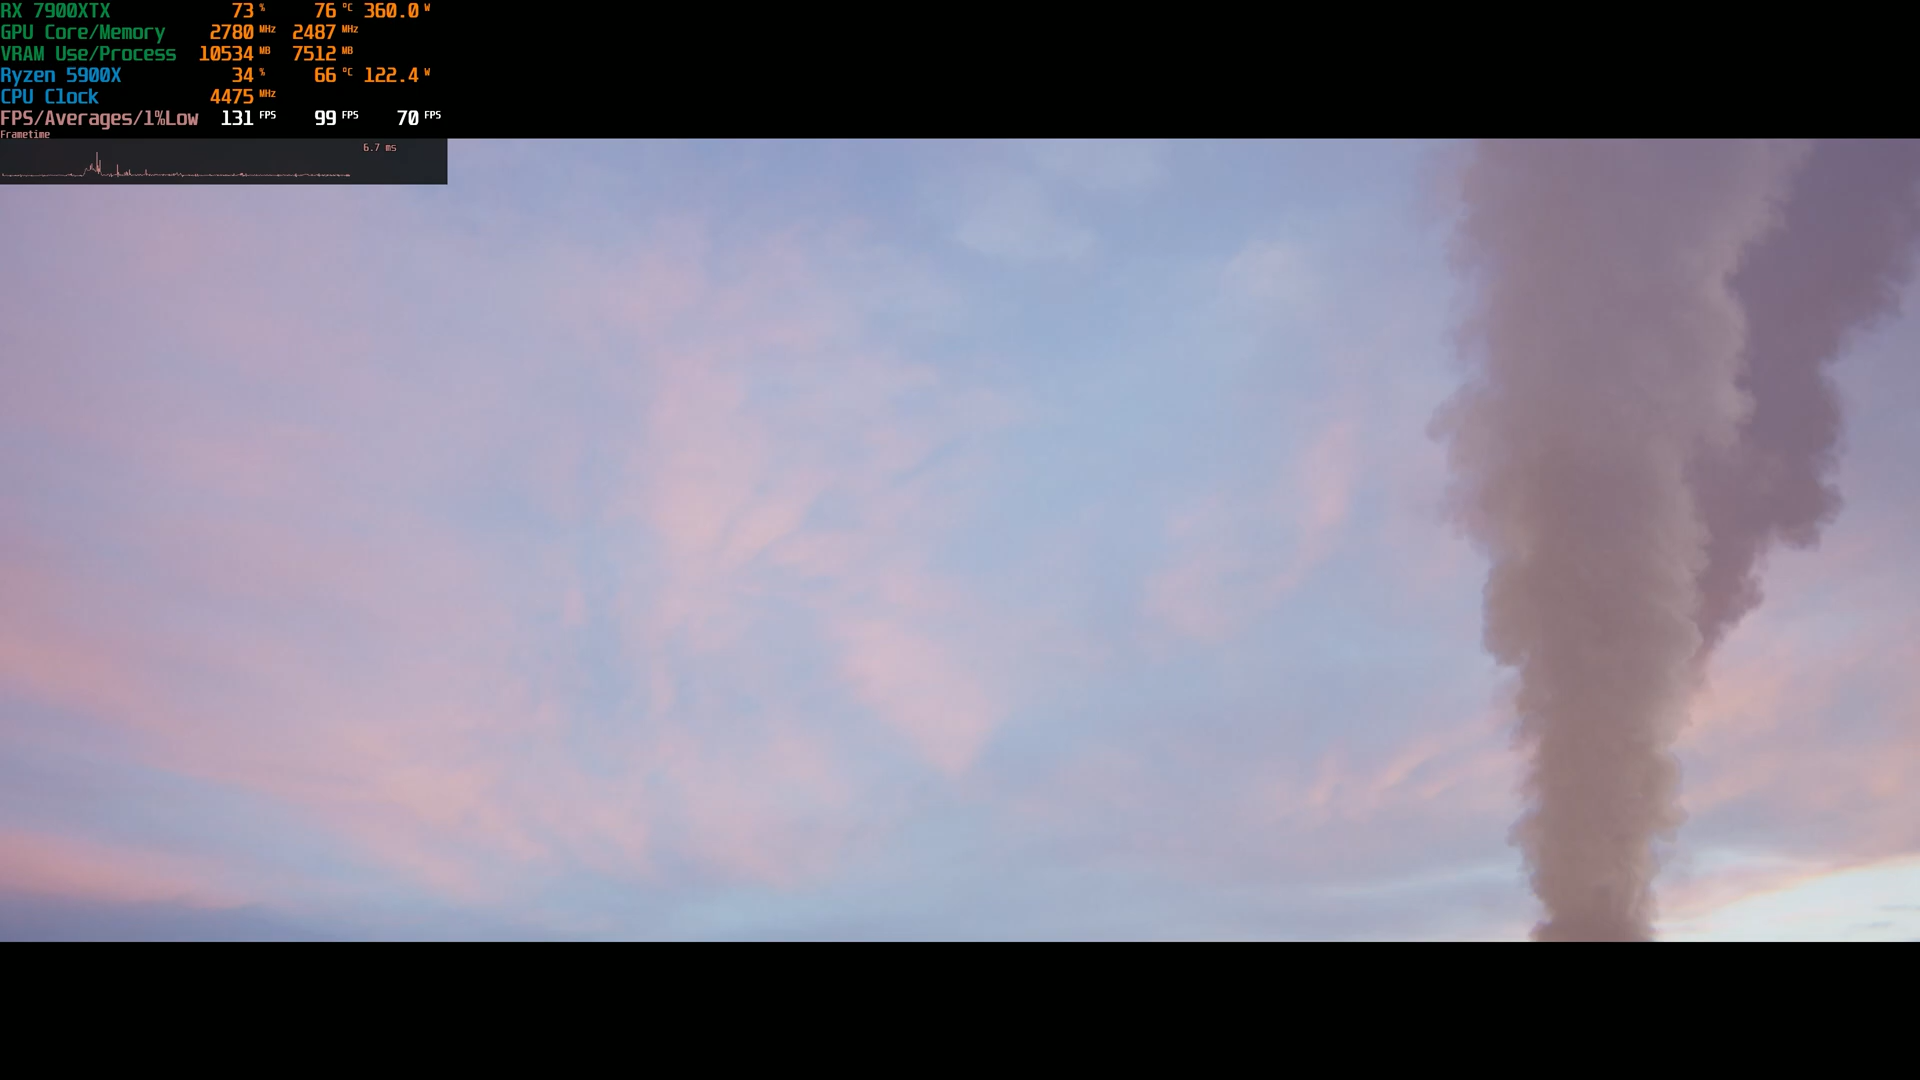 RX 7900XTX 73 % 76 °C 360.0 W
GPU Core/Memory 2780 MHz 2487 MHz
VRAM Use/Process 10534 MB 7512 MB
Ryzen 5900X 34 % 66 °C 122.4 W
CPU Clock 4475 MHz
FPS/Averages/1%Low 131 FPS 99 FPS 70 FPS
Frametime
6.7 ms